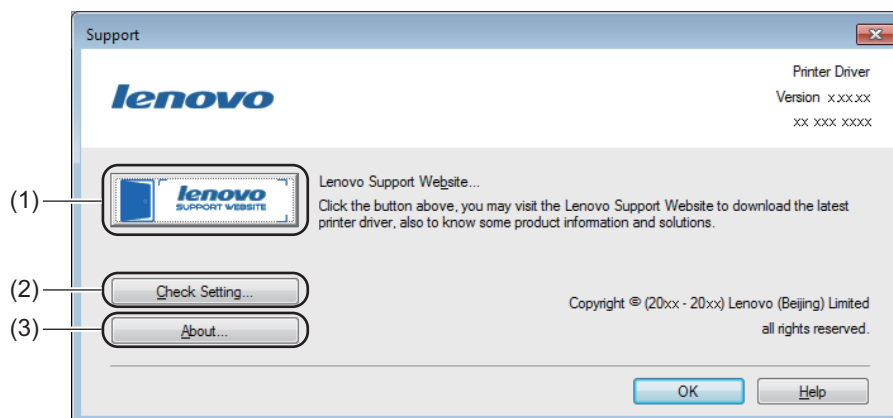 Support
lenovo
Printer Driver
Version x.xx.xx
xx xxx xxxx
(1)
lenovo
SUPPORT WEBSITE
Lenovo Support Website...
Click the button above, you may visit the Lenovo Support Website to download the latest
printer driver, also to know some product information and solutions.
(2)
Check Setting...
(3)
About...
Copyright © (20xx - 20xx) Lenovo (Beijing) Limited
all rights reserved.
OK
Help